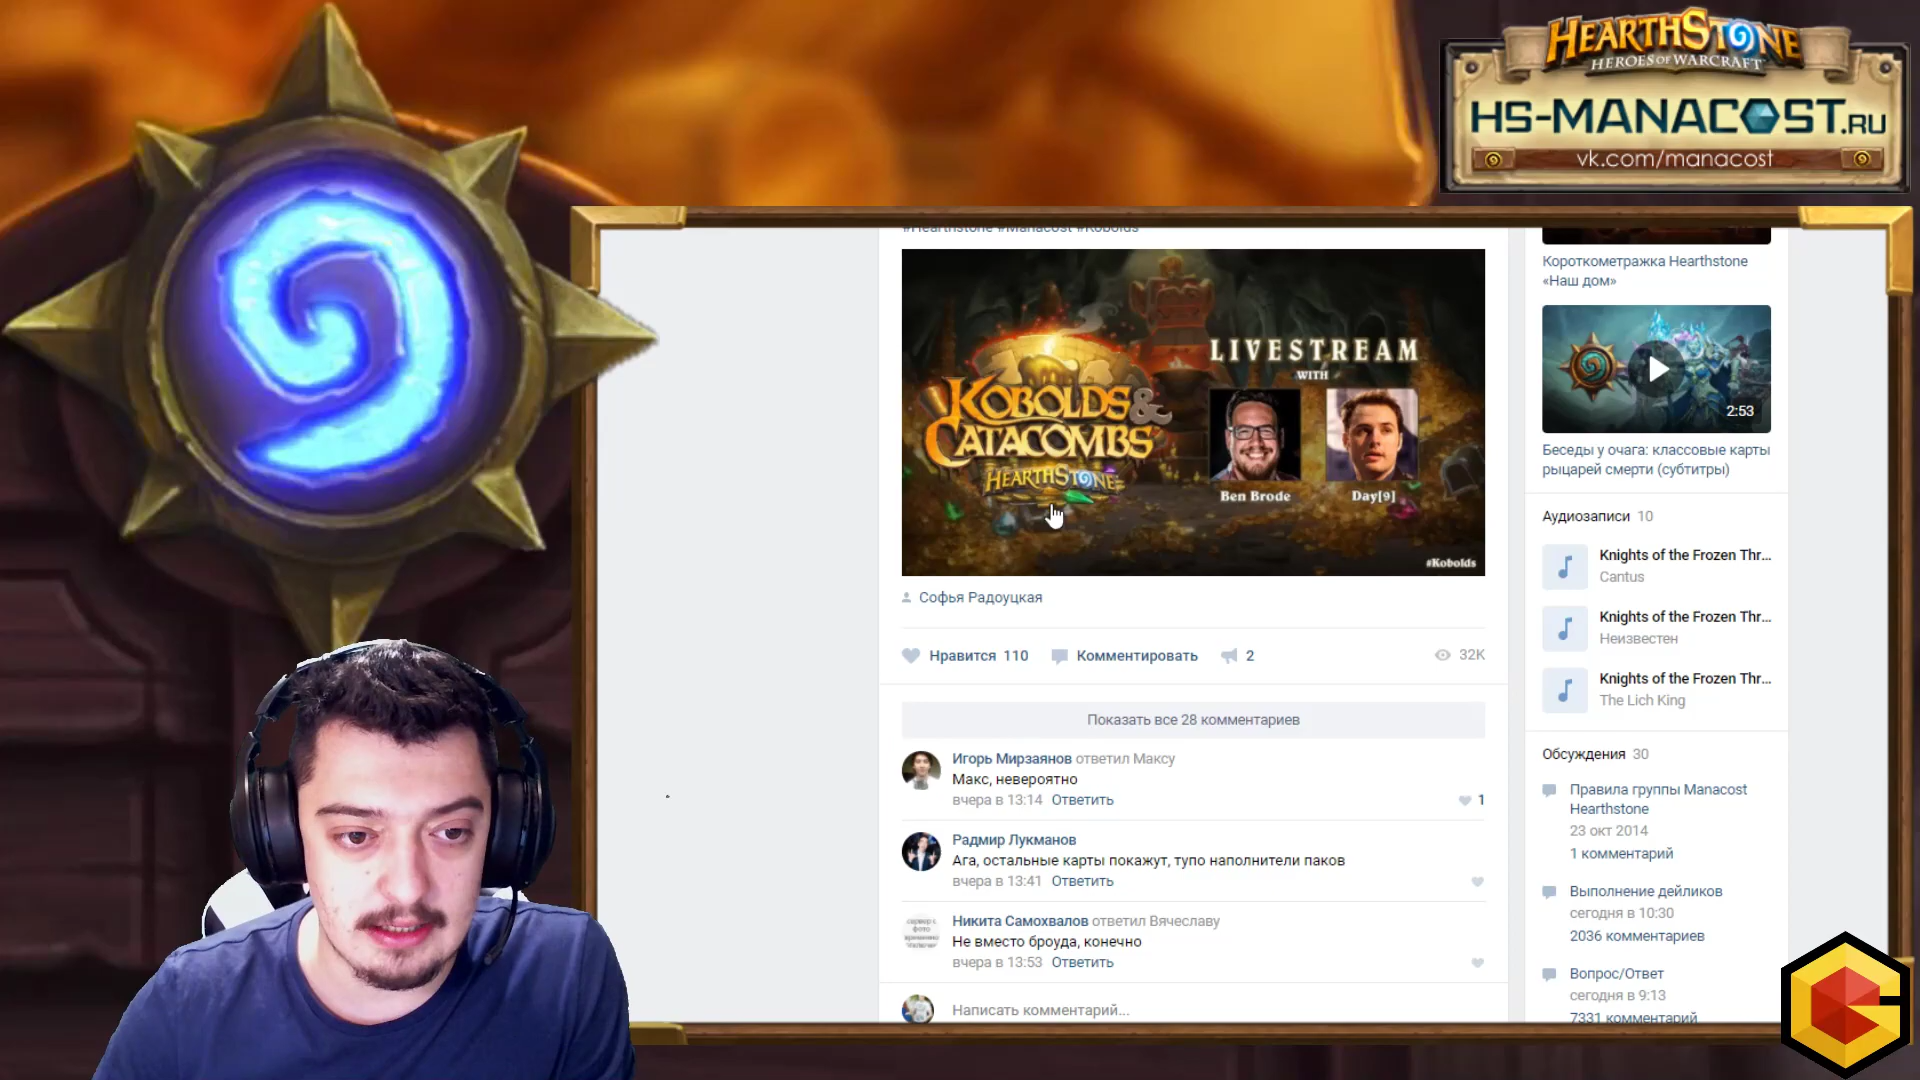 HEARTHSTONE
HEROES OF WARCRAFT
HS-MANACOST.RU
vk.com/manacost
#Hearthstone #Manacost #Kobolds
KOBOLDS &
CATACOMBS
HEARTHSTONE
LIVESTREAM
WITH
Ben Brode
Day[9]
#Kobolds
Софья Радоуцкая
Нравится 110
Комментировать
2
32K
Показать все 28 комментариев
Игорь Мирзаянов ответил Максу
Макс, невероятно
вчера в 13:14 Ответить
1
Радмир Лукманов
Ага, остальные карты покажут, тупо наполнители паков
вчера в 13:41 Ответить
Никита Самохвалов ответил Вячеславу
Не вместо броуда, конечно
вчера в 13:53 Ответить
Написать комментарий...
Короткометражка Hearthstone
«Наш дом»
2:53
Беседы у очага: классовые карты
рыцарей смерти (субтитры)
Аудиозаписи 10
Knights of the Frozen Thr...
Cantus
Knights of the Frozen Thr...
Неизвестен
Knights of the Frozen Thr...
The Lich King
Обсуждения 30
Правила группы Manacost
Hearthstone
23 окт 2014
1 комментарий
Выполнение дейликов
сегодня в 10:30
2036 комментариев
Вопрос/Ответ
сегодня в 9:13
7331 комментарий